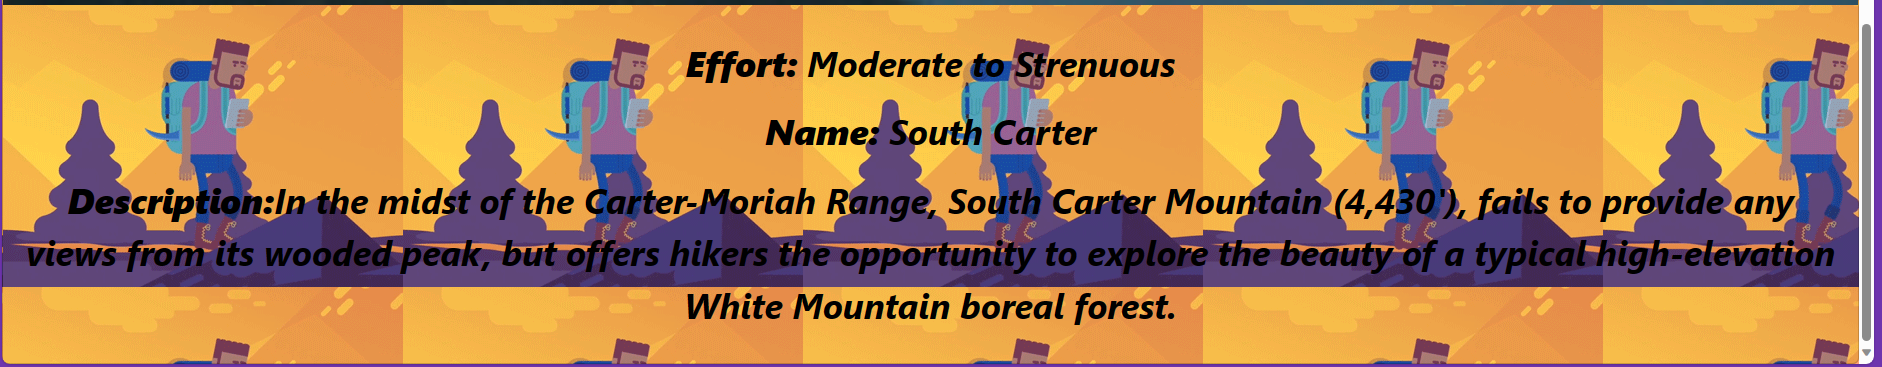 Effort: Moderate to Strenuous
Name: South Carter
Description:In the midst of the Carter-Moriah Range, South Carter Mountain (4,430'), fails to provide any
views from its wooded peak, but offers hikers the opportunity to explore the beauty of a typical high-elevation
White Mountain boreal forest.